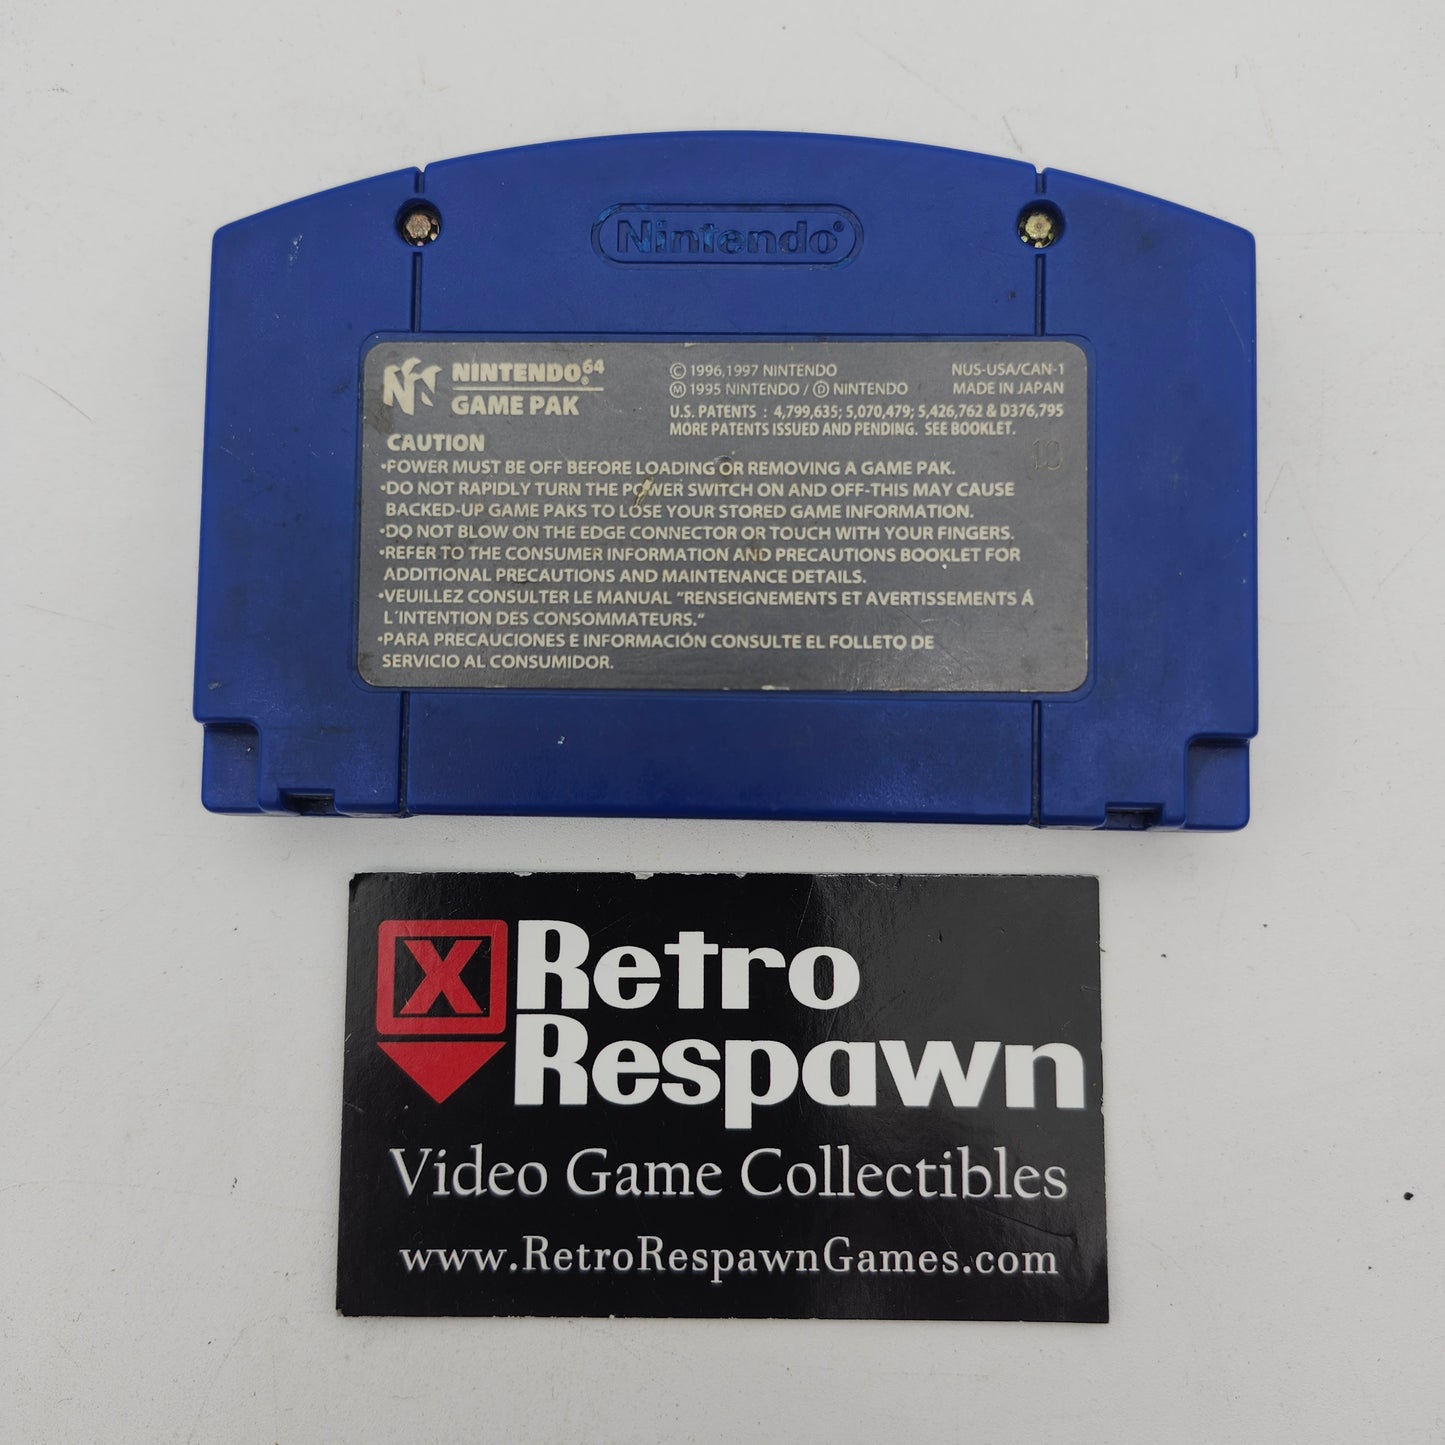 Nintendo®
NINTENDO®64
GAME PAK
© 1996,1997 NINTENDO
Ⓜ 1995 NINTENDO / Ⓓ NINTENDO
NUS-USA/CAN-1
MADE IN JAPAN
U.S. PATENTS : 4,799,635; 5,070,479; 5,426,762 & D376,795
MORE PATENTS ISSUED AND PENDING. SEE BOOKLET.
10
CAUTION
•POWER MUST BE OFF BEFORE LOADING OR REMOVING A GAME PAK.
•DO NOT RAPIDLY TURN THE POWER SWITCH ON AND OFF-THIS MAY CAUSE
BACKED-UP GAME PAKS TO LOSE YOUR STORED GAME INFORMATION.
•DO NOT BLOW ON THE EDGE CONNECTOR OR TOUCH WITH YOUR FINGERS.
•REFER TO THE CONSUMER INFORMATION AND PRECAUTIONS BOOKLET FOR
ADDITIONAL PRECAUTIONS AND MAINTENANCE DETAILS.
•VEUILLEZ CONSULTER LE MANUAL "RENSEIGNEMENTS ET AVERTISSEMENTS Á
L'INTENTION DES CONSOMMATEURS."
•PARA PRECAUCIONES E INFORMACIÓN CONSULTE EL FOLLETO DE
SERVICIO AL CONSUMIDOR.
X
Retro
Respawn
Video Game Collectibles
www.RetroRespawnGames.com